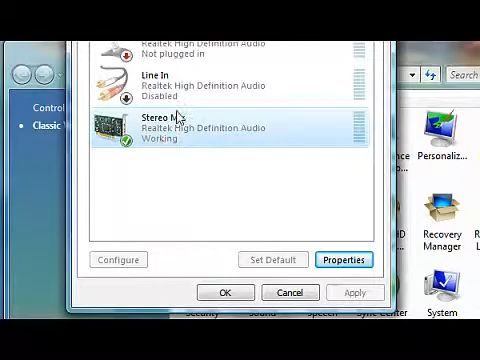 Realtek High Definition Audio
Not plugged in
Line In
Realtek High Definition Audio
Disabled
Stereo
Realtek High Definition Audio
Working
Configure
Set Default
Properties
OK
Cancel
Apply
Search
Control
Classic
Personaliz...
Recovery
Manager
System
Security
Sound
Speech
Sync Center